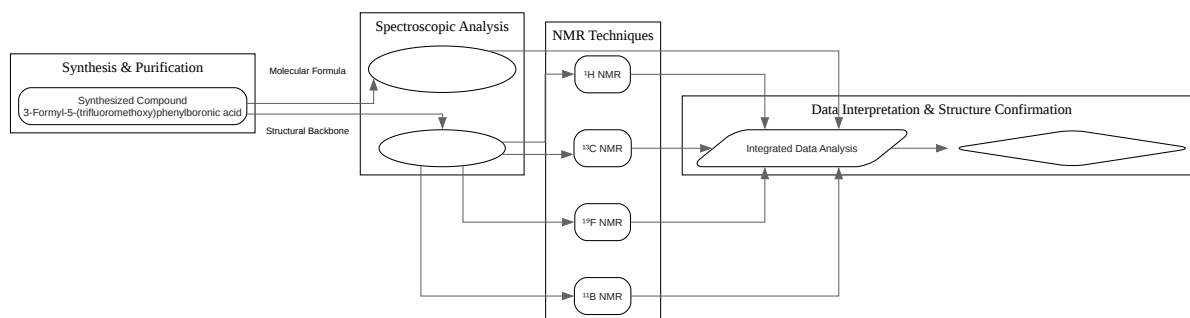 Spectroscopic Analysis
NMR Techniques
Synthesis & Purification
Molecular Formula
¹H NMR
Synthesized Compound
3-Formyl-5-(trifluoromethoxy)phenylboronic acid
Data Interpretation & Structure Confirmation
Structural Backbone
¹³C NMR
Integrated Data Analysis
¹⁹F NMR
¹¹B NMR